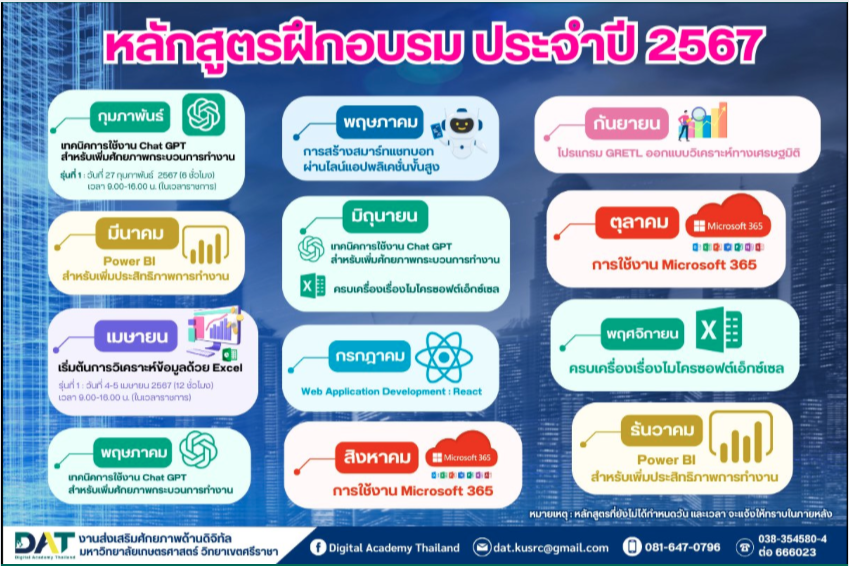 หลักสูตรฝึกอบรม ประจำปี 2567
กุมภาพันธ์
เทคนิคการใช้งาน Chat GPT
สำหรับเพิ่มศักยภาพกระบวนการทำงาน
รุ่นที่ 1 : วันที่ 27 กุมภาพันธ์ 2567 (6 ชั่วโมง)
เวลา 9.00-16.00 น. (ในเวลาราชการ)
มีนาคม
Power BI
สำหรับเพิ่มประสิทธิภาพการทำงาน
เมษายน
เริ่มต้นการวิเคราะห์ข้อมูลด้วย Excel
รุ่นที่ 1 : วันที่ 4-5 เมษายน 2567 (12 ชั่วโมง)
เวลา 9.00-16.00 น. (ในเวลาราชการ)
พฤษภาคม
เทคนิคการใช้งาน Chat GPT
สำหรับเพิ่มศักยภาพกระบวนการทำงาน
พฤษภาคม
การสร้างสมาร์ทแชทบอท
ผ่านไลน์แอปพลิเคชั่นขั้นสูง
มิถุนายน
เทคนิคการใช้งาน Chat GPT
สำหรับเพิ่มศักยภาพกระบวนการทำงาน
X
ครบเครื่องเรื่องไมโครซอฟต์เอ็กซ์เซล
กรกฎาคม
Web Application Development : React
สิงหาคม
Microsoft 365
การใช้งาน Microsoft 365
กันยายน
โปรแกรม GRETL ออกแบบวิเคราะห์ทางเศรษฐมิติ
ตุลาคม
Microsoft 365
การใช้งาน Microsoft 365
พฤศจิกายน
X
ครบเครื่องเรื่องไมโครซอฟต์เอ็กซ์เซล
ธันวาคม
Power BI
สำหรับเพิ่มประสิทธิภาพการทำงาน
หมายเหตุ : หลักสูตรที่ยังไม่ได้กำหนดวัน และเวลา จะแจ้งให้ทราบในภายหลัง
DAT
Digital Academy Thailand
งานส่งเสริมศักยภาพด้านดิจิทัล
มหาวิทยาลัยเกษตรศาสตร์ วิทยาเขตศรีราชา
Digital Academy Thailand
dat.kusrc@gmail.com
081-647-0796
038-354580-4
ต่อ 666023